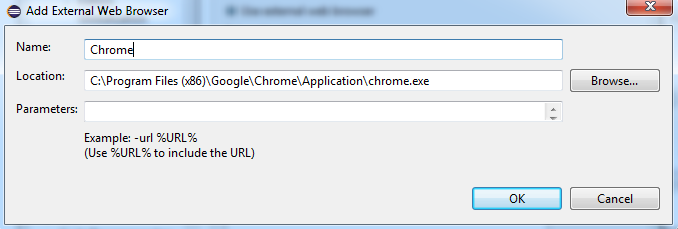 Add External Web Browser
Use external web browser
Name:
Chrome
Location:
C:\Program Files (x86)\Google\Chrome\Application\chrome.exe
Browse...
Parameters:
Example: -url %URL%
(Use %URL% to include the URL)
OK
Cancel